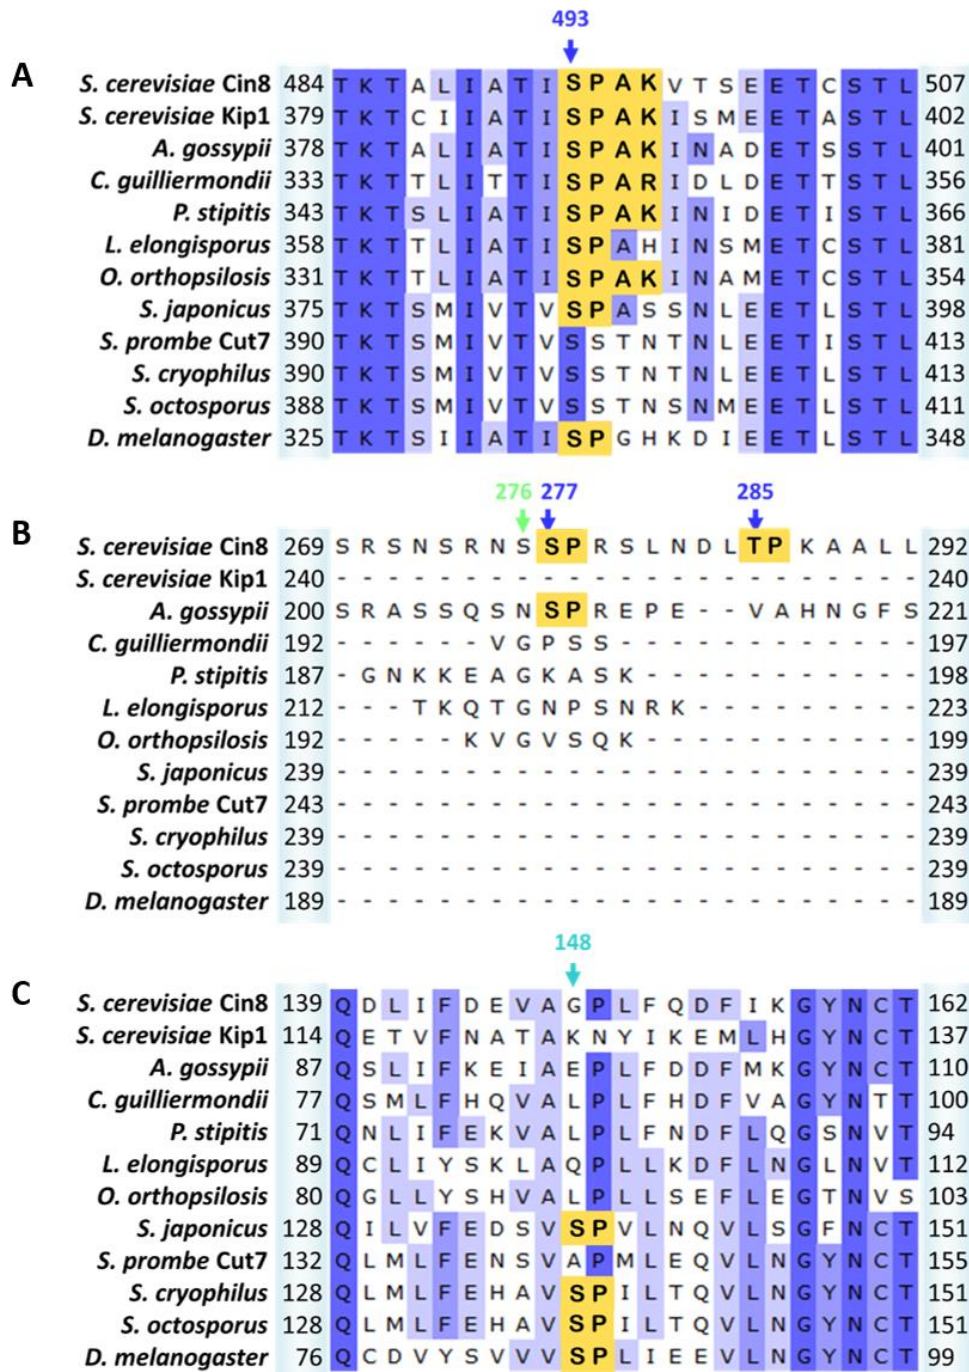 493
A
S. cerevisiae Cin8 484 T K T A L I A T I S P A K V T S E E T C S T L 507
S. cerevisiae Kip1 379 T K T C I I A T I S P A K I S M E E T A S T L 402
A. gossypii 378 T K T A L I A T I S P A K I N A D E T S S T L 401
C. guilliermondii 333 T K T T L I T T I S P A R I D L D E T T S T L 356
P. stipitis 343 T K T S L I A T I S P A K I N I D E T I S T L 366
L. elongisporus 358 T K T T L I A T I S P A H I N S M E T C S T L 381
O. orthopsilosis 331 T K T T L I A T I S P A K I N A M E T C S T L 354
S. japonicus 375 T K T S M I V T V S P A S S N L E E T L S T L 398
S. prombe Cut7 390 T K T S M I V T V S S T N T N L E E T I S T L 413
S. cryophilus 390 T K T S M I V T V S S T N T N L E E T L S T L 413
S. octosporus 388 T K T S M I V T V S S T N S N M E E T L S T L 411
D. melanogaster 325 T K T S I I A T I S P G H K D I E E T L S T L 348
276 277 285
B
S. cerevisiae Cin8 269 S R S N S R N S S P R S L N D L T P K A A L L 292
S. cerevisiae Kip1 240 - - - - - - - - - - - - - - - - - - - - - - - 240
A. gossypii 200 S R A S S Q S N S P R E P E - - V A H N G F S 221
C. guilliermondii 192 - - - - - - V G P S S - - - - - - - - - - - - 197
P. stipitis 187 - G N K K E A G K A S K - - - - - - - - - - - 198
L. elongisporus 212 - - - T K Q T G N P S N R K - - - - - - - - - 223
O. orthopsilosis 192 - - - - - K V G V S Q K - - - - - - - - - - - 199
S. japonicus 239 - - - - - - - - - - - - - - - - - - - - - - - 239
S. prombe Cut7 243 - - - - - - - - - - - - - - - - - - - - - - - 243
S. cryophilus 239 - - - - - - - - - - - - - - - - - - - - - - - 239
S. octosporus 239 - - - - - - - - - - - - - - - - - - - - - - - 239
D. melanogaster 189 - - - - - - - - - - - - - - - - - - - - - - - 189
148
C
S. cerevisiae Cin8 139 Q D L I F D E V A G P L F Q D F I K G Y N C T 162
S. cerevisiae Kip1 114 Q E T V F N A T A K N Y I K E M L H G Y N C T 137
A. gossypii 87 Q S L I F K E I A E P L F D D F M K G Y N C T 110
C. guilliermondii 77 Q S M L F H Q V A L P L F H D F V A G Y N T T 100
P. stipitis 71 Q N L I F E K V A L P L F N D F L Q G S N V T 94
L. elongisporus 89 Q C L I Y S K L A Q P L L K D F L N G L N V T 112
O. orthopsilosis 80 Q G L L Y S H V A L P L L S E F L E G T N V S 103
S. japonicus 128 Q I L V F E D S V S P V L N Q V L S G F N C T 151
S. prombe Cut7 132 Q L M L F E N S V A P M L E Q V L N G Y N C T 155
S. cryophilus 128 Q L M L F E H A V S P I L T Q V L N G Y N C T 151
S. octosporus 128 Q L M L F E H A V S P I L T Q V L N G Y N C T 151
D. melanogaster 76 Q C D V Y S V V V S P L I E E V L N G Y N C T 99